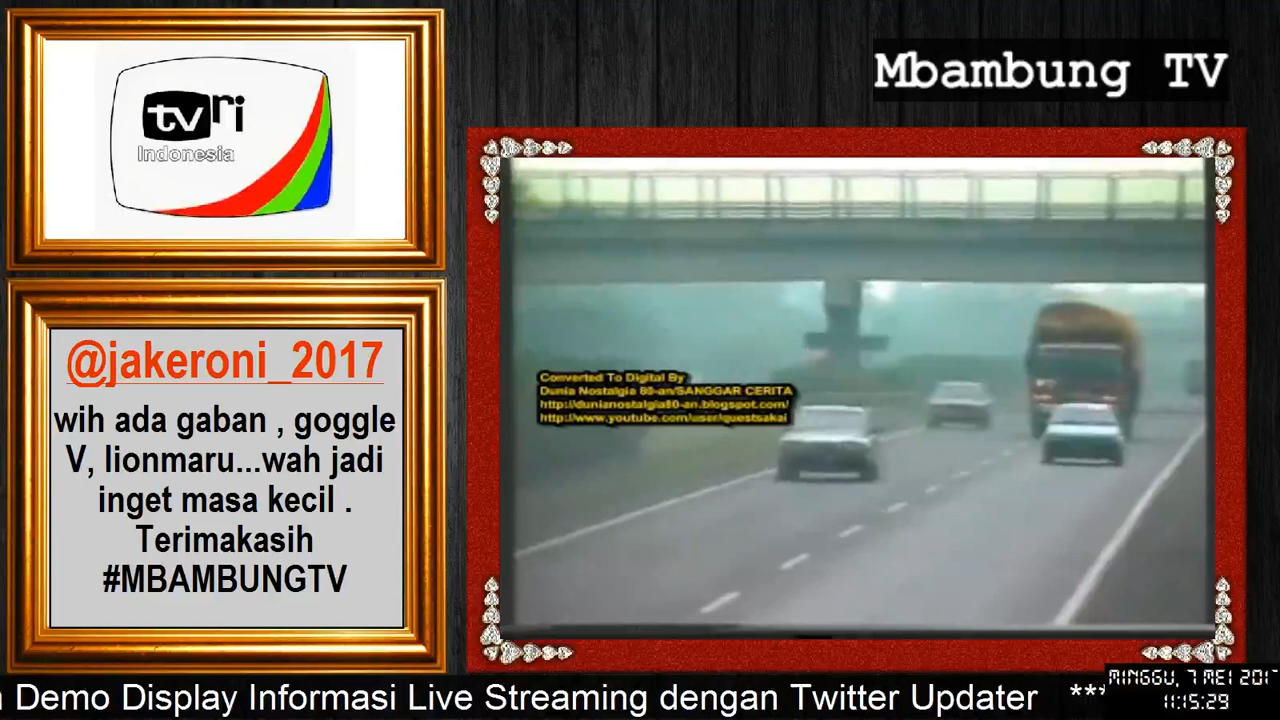 tvri
Indonesia
Mbambung TV
@jakeroni_2017
wih ada gaban , goggle
V, lionmaru...wah jadi
inget masa kecil .
Terimakasih
#MBAMBUNGTV
Converted To Digital By
Dunia Nostalgia 80-an/SANGGAR CERITA
http://dunianostalgia80-an.blogspot.com/
http://www.youtube.com/user/questsakai
Demo Display Informasi Live Streaming dengan Twitter Updater ***
MINGGU, 7 MEI 201
11:15:29